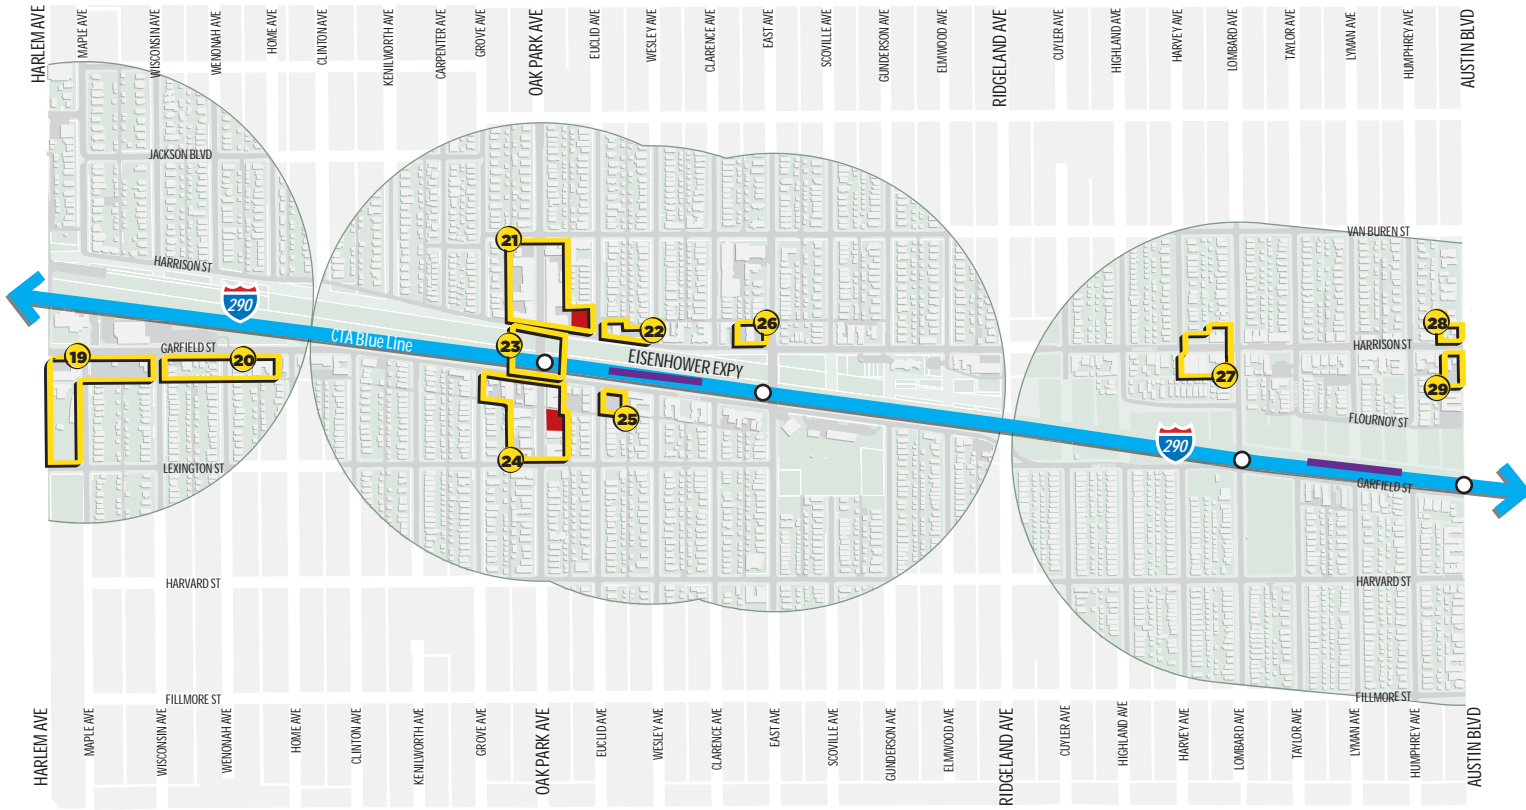 HARLEM AVE
MAPLE AVE
WISCONSIN AVE
WENONAH AVE
HOME AVE
CLINTON AVE
KENILWORTH AVE
CARPENTER AVE
GROVE AVE
OAK PARK AVE
EUCLID AVE
WESLEY AVE
CLARENCE AVE
EAST AVE
SCOVILLE AVE
GUNDERSON AVE
ELMWOOD AVE
RIDGELAND AVE
CUYLER AVE
HIGHLAND AVE
HARVEY AVE
LOMBARD AVE
TAYLOR AVE
LYMAN AVE
HUMPHREY AVE
AUSTIN BLVD
JACKSON BLVD
VAN BUREN ST
21
HARRISON ST
290
CTA Blue Line
22
26
28
23
HARRISON ST
GARFIELD ST
19
20
EISENHOWER EXPY
27
29
25
FLOURNOY ST
290
24
LEXINGTON ST
GARFIELD ST
HARVARD ST
HARVARD ST
FILLMORE ST
FILLMORE ST
HARLEM AVE
MAPLE AVE
WISCONSIN AVE
WENONAH AVE
HOME AVE
CLINTON AVE
KENILWORTH AVE
GROVE AVE
OAK PARK AVE
EUCLID AVE
WESLEY AVE
CLARENCE AVE
EAST AVE
SCOVILLE AVE
GUNDERSON AVE
ELMWOOD AVE
RIDGELAND AVE
CUYLER AVE
HIGHLAND AVE
HARVEY AVE
LOMBARD AVE
TAYLOR AVE
LYMAN AVE
HUMPHREY AVE
AUSTIN BLVD